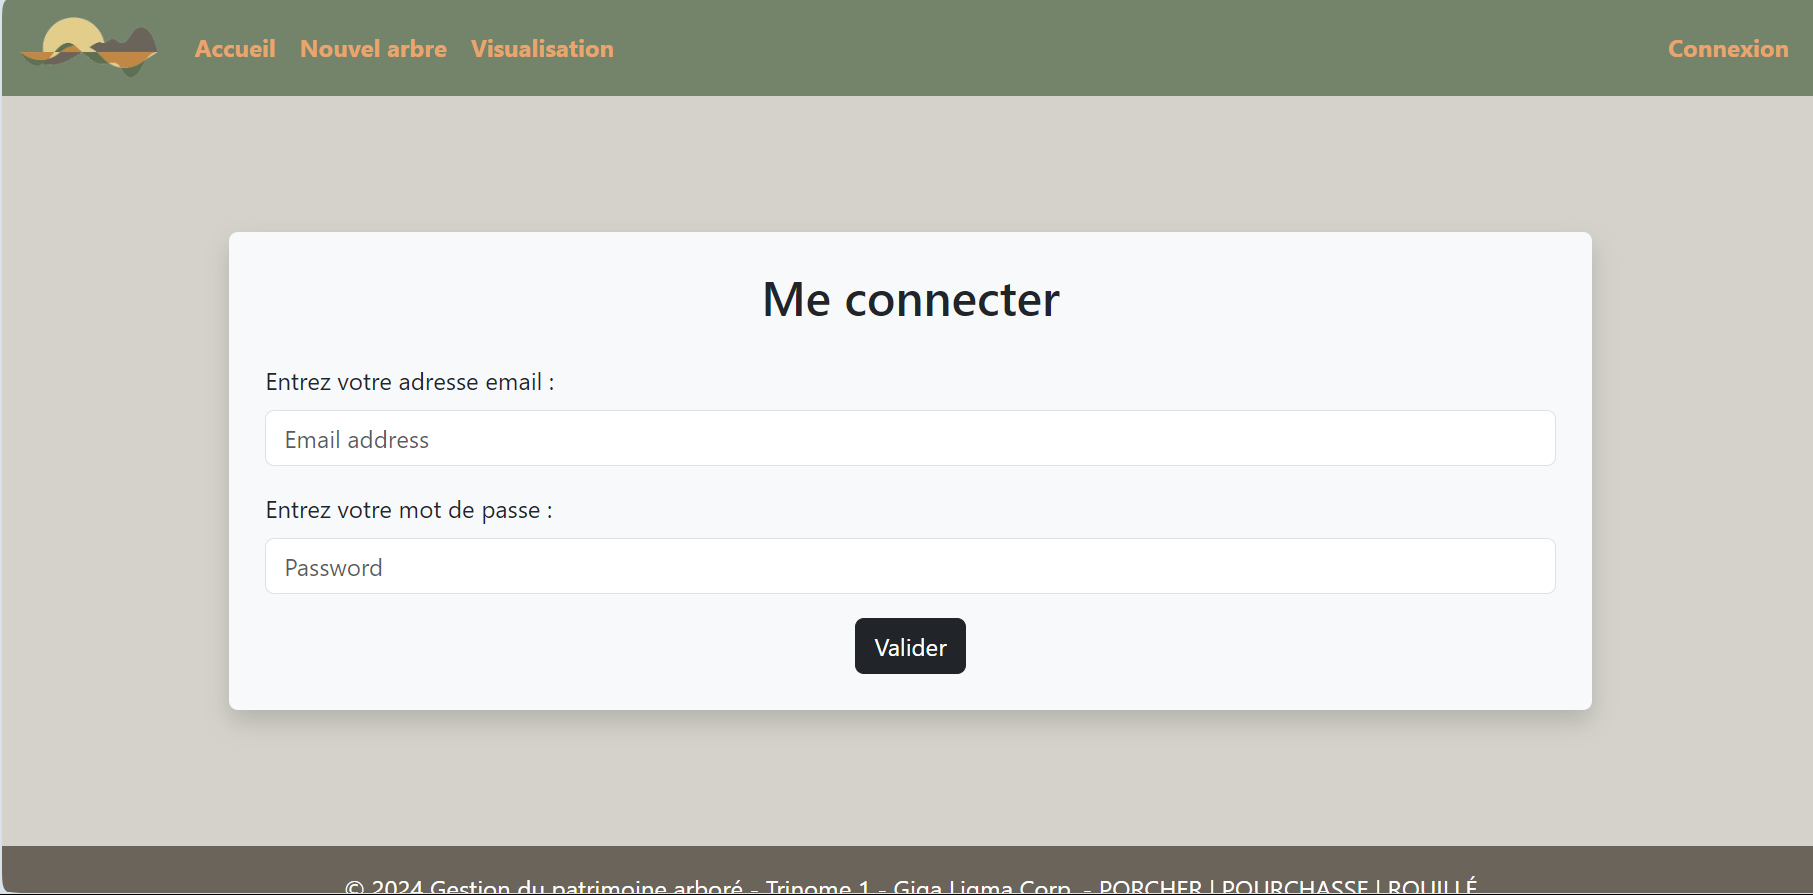 Accueil Nouvel arbre Visualisation Connexion
Me connecter
Entrez votre adresse email :
Email address
Entrez votre mot de passe :
Password
Valider
© 2024 Gestion du patrimoine arboré - Trinome 1 - Giga Ligma Corp. - PORCHER | POURCHASSE | ROUILLÉ